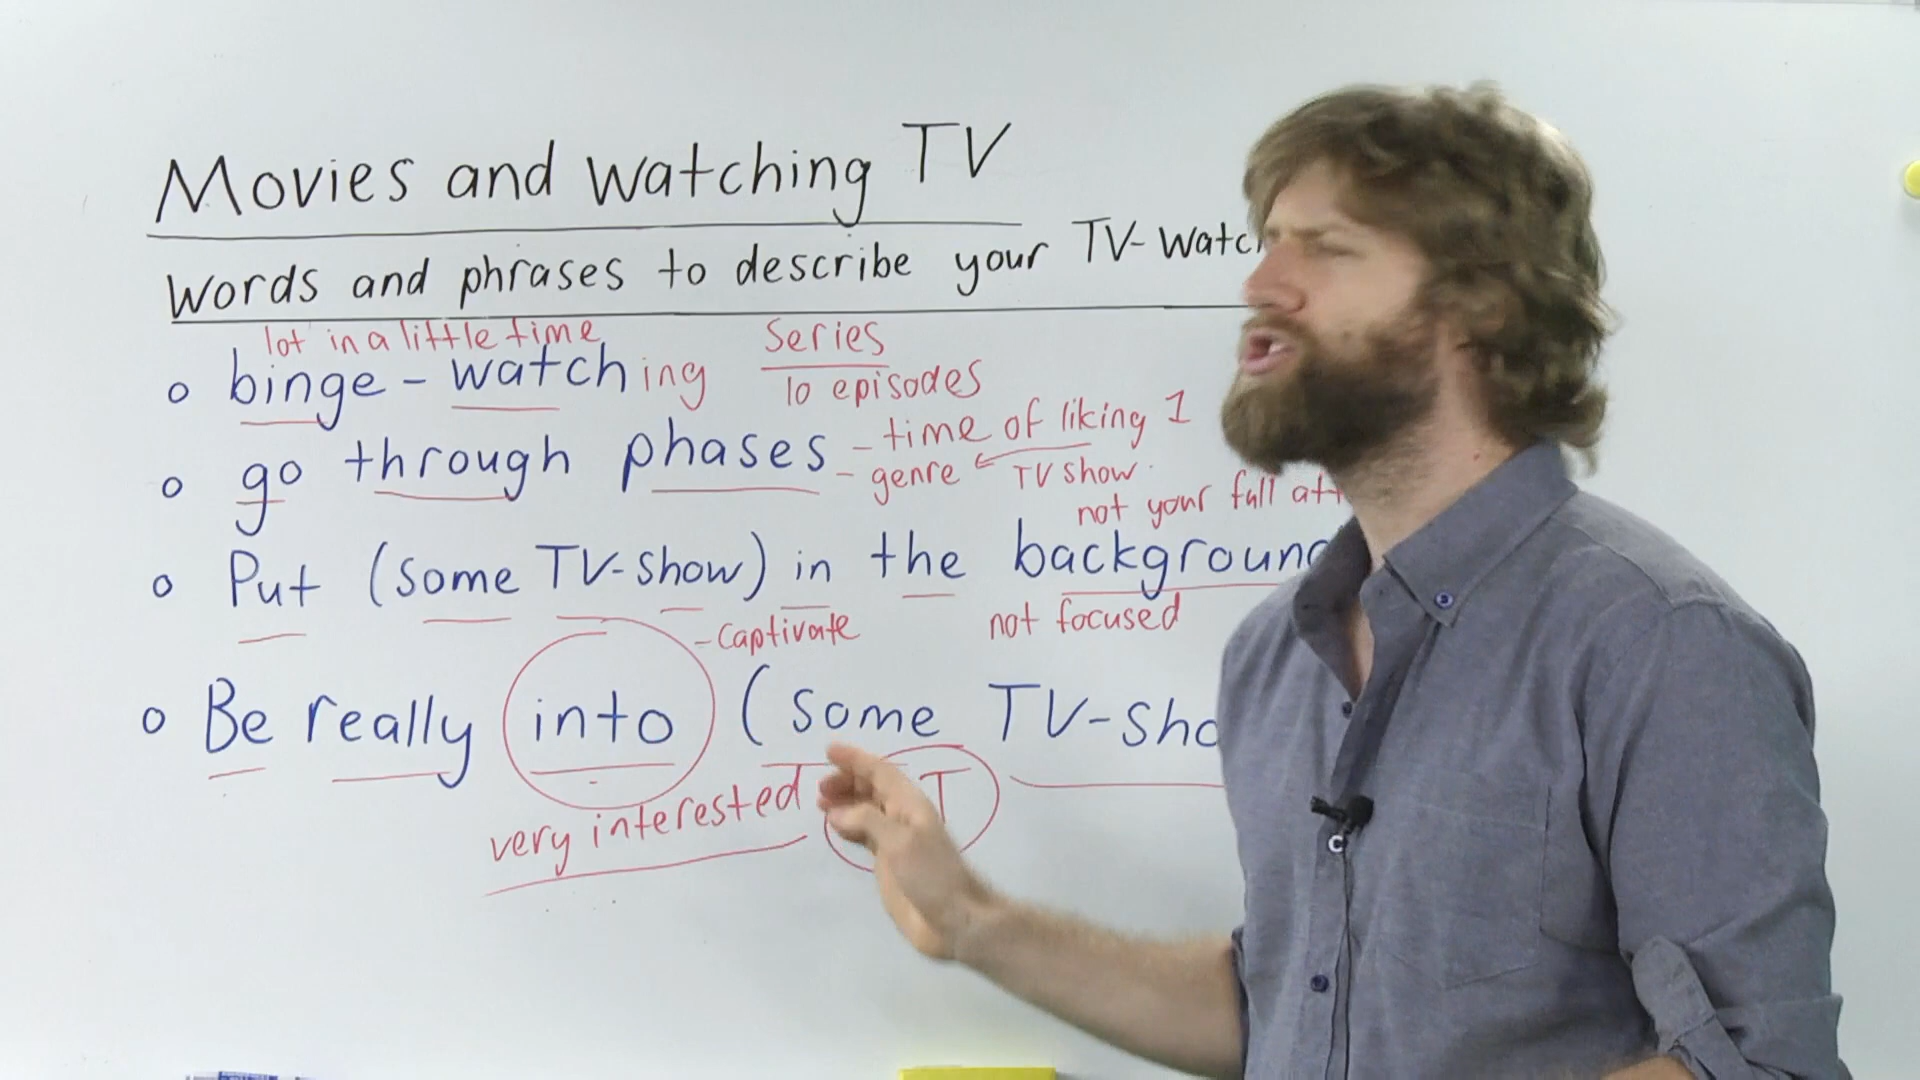 Movies and watching TV
Words and phrases to describe your TV-watc
lot in a little time
binge-watching
Series
10 episodes
go through phases
- time of liking 1
- genre
TV show
not your full att
Put (some TV-show) in the background
- captivate
not focused
Be really into (some TV-sho
very interested
T